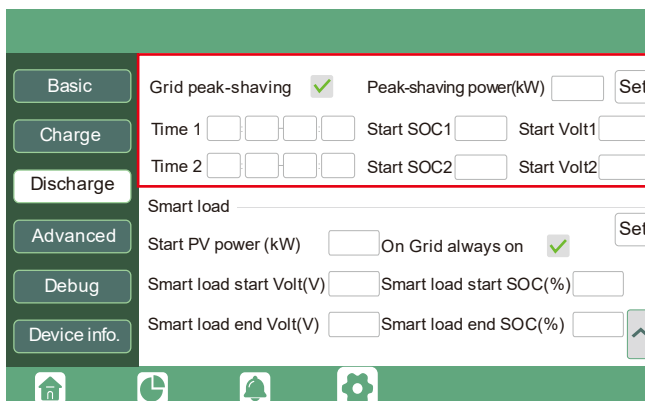 Basic
Charge
Discharge
Advanced
Debug
Device info.
Grid peak-shaving Peak-shaving power(kW) Set
Time 1 : - : Start SOC1 Start Volt1
Time 2 : - : Start SOC2 Start Volt2
Smart load
Start PV power (kW) On Grid always on Set
Smart load start Volt(V) Smart load start SOC(%)
Smart load end Volt(V) Smart load end SOC(%)